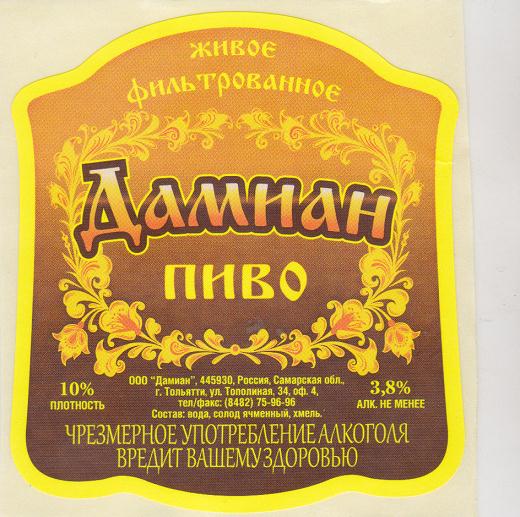 живое
фильтрованное
Дамиан
пиво
ООО "Дамиан", 445930, Россия, Самарская обл.,
г. Тольятти, ул. Тополиная, 34, оф. 4,
тел/факс: (8482) 75-96-96
Состав: вода, солод ячменный, хмель.
10%
ПЛОТНОСТЬ
3,8%
АЛК. НЕ МЕНЕЕ
ЧРЕЗМЕРНОЕ УПОТРЕБЛЕНИЕ АЛКОГОЛЯ
ВРЕДИТ ВАШЕМУ ЗДОРОВЬЮ